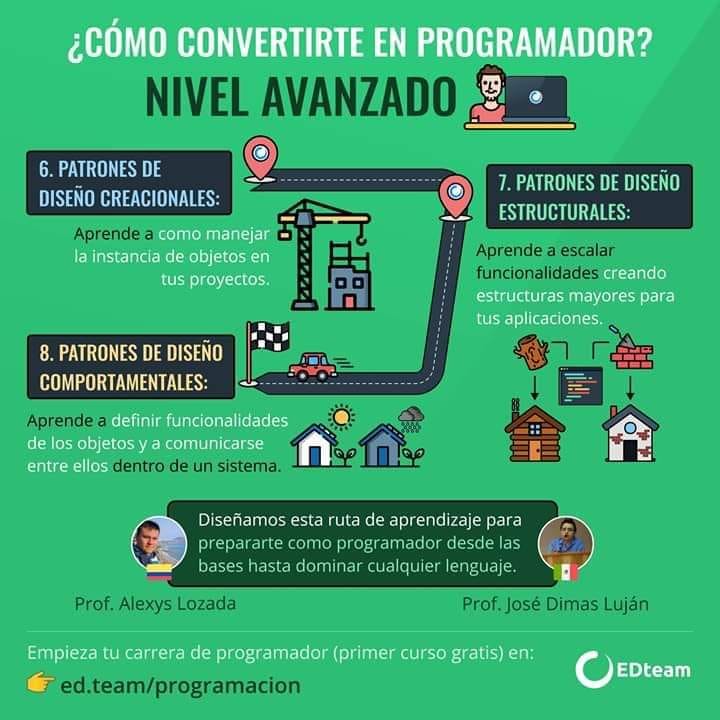 ¿CÓMO CONVERTIRTE EN PROGRAMADOR?
NIVEL AVANZADO
6. PATRONES DE
DISEÑO CREACIONALES:
Aprende a como manejar
la instancia de objetos en
tus proyectos.
7. PATRONES DE DISEÑO
ESTRUCTURALES:
Aprende a escalar
funcionalidades creando
estructuras mayores para
tus aplicaciones.
8. PATRONES DE DISEÑO
COMPORTAMENTALES:
Aprende a definir funcionalidades
de los objetos y a comunicarse
entre ellos dentro de un sistema.
Diseñamos esta ruta de aprendizaje para
prepararte como programador desde las
bases hasta dominar cualquier lenguaje.
Prof. Alexys Lozada
Prof. José Dimas Luján
Empieza tu carrera de programador (primer curso gratis) en:
👉 ed.team/programacion
EDteam